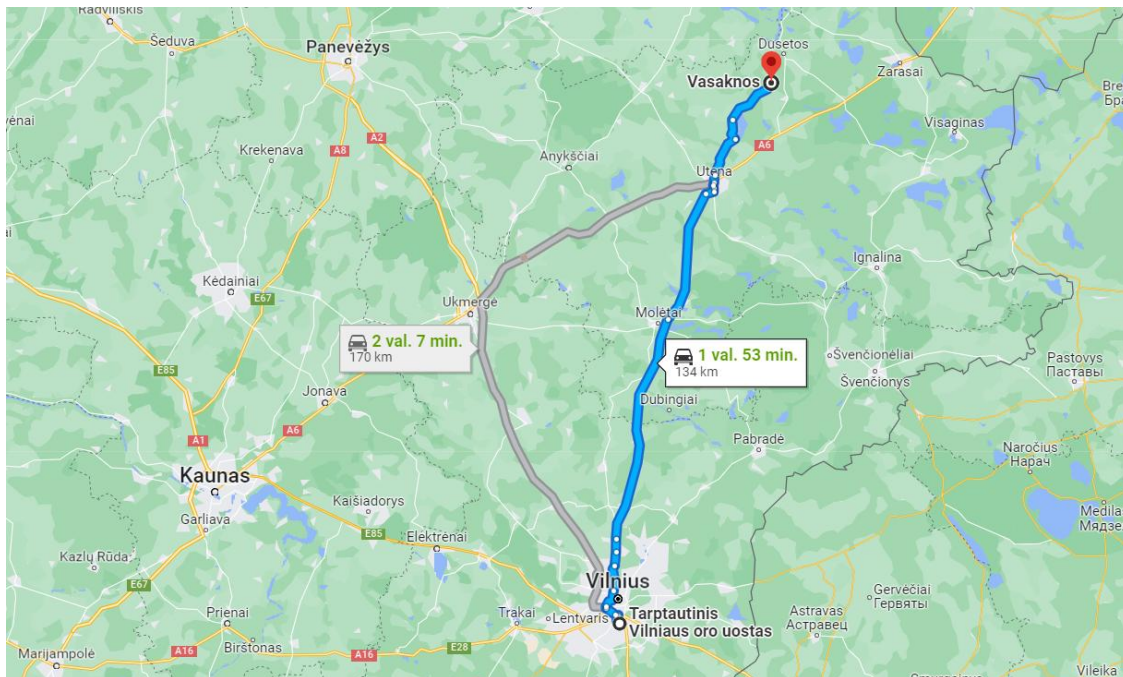 Radviliškis
Šeduva
Panevėžys
Dusetos
Vasaknos
Zarasai
Visaginas
A2
A8
Krekenava
Anykščiai
A6
Utena
Ignalina
Kėdainiai
E67
Ukmergė
Molėtai
2 val. 7 min.
170 km
1 val. 53 min.
134 km
Švenčionėliai
Švenčionys
Pastovys
Паставы
E85
Jonava
Dubingiai
A6
A1
Pabradė
Naročius
Нарач
Kaunas
Kaišiadorys
Garliava
E85
Elektrėnai
Medila
Мядзе
Kazlų Rūda
E67
Vilnius
Gervėčiai
Гервяты
Prienai
Trakai
Lentvaris
Tarptautinis
Vilniaus oro uostas
Astravas
Астравец
Birštonas
Marijampolė
A16
A16
E28
Vileika